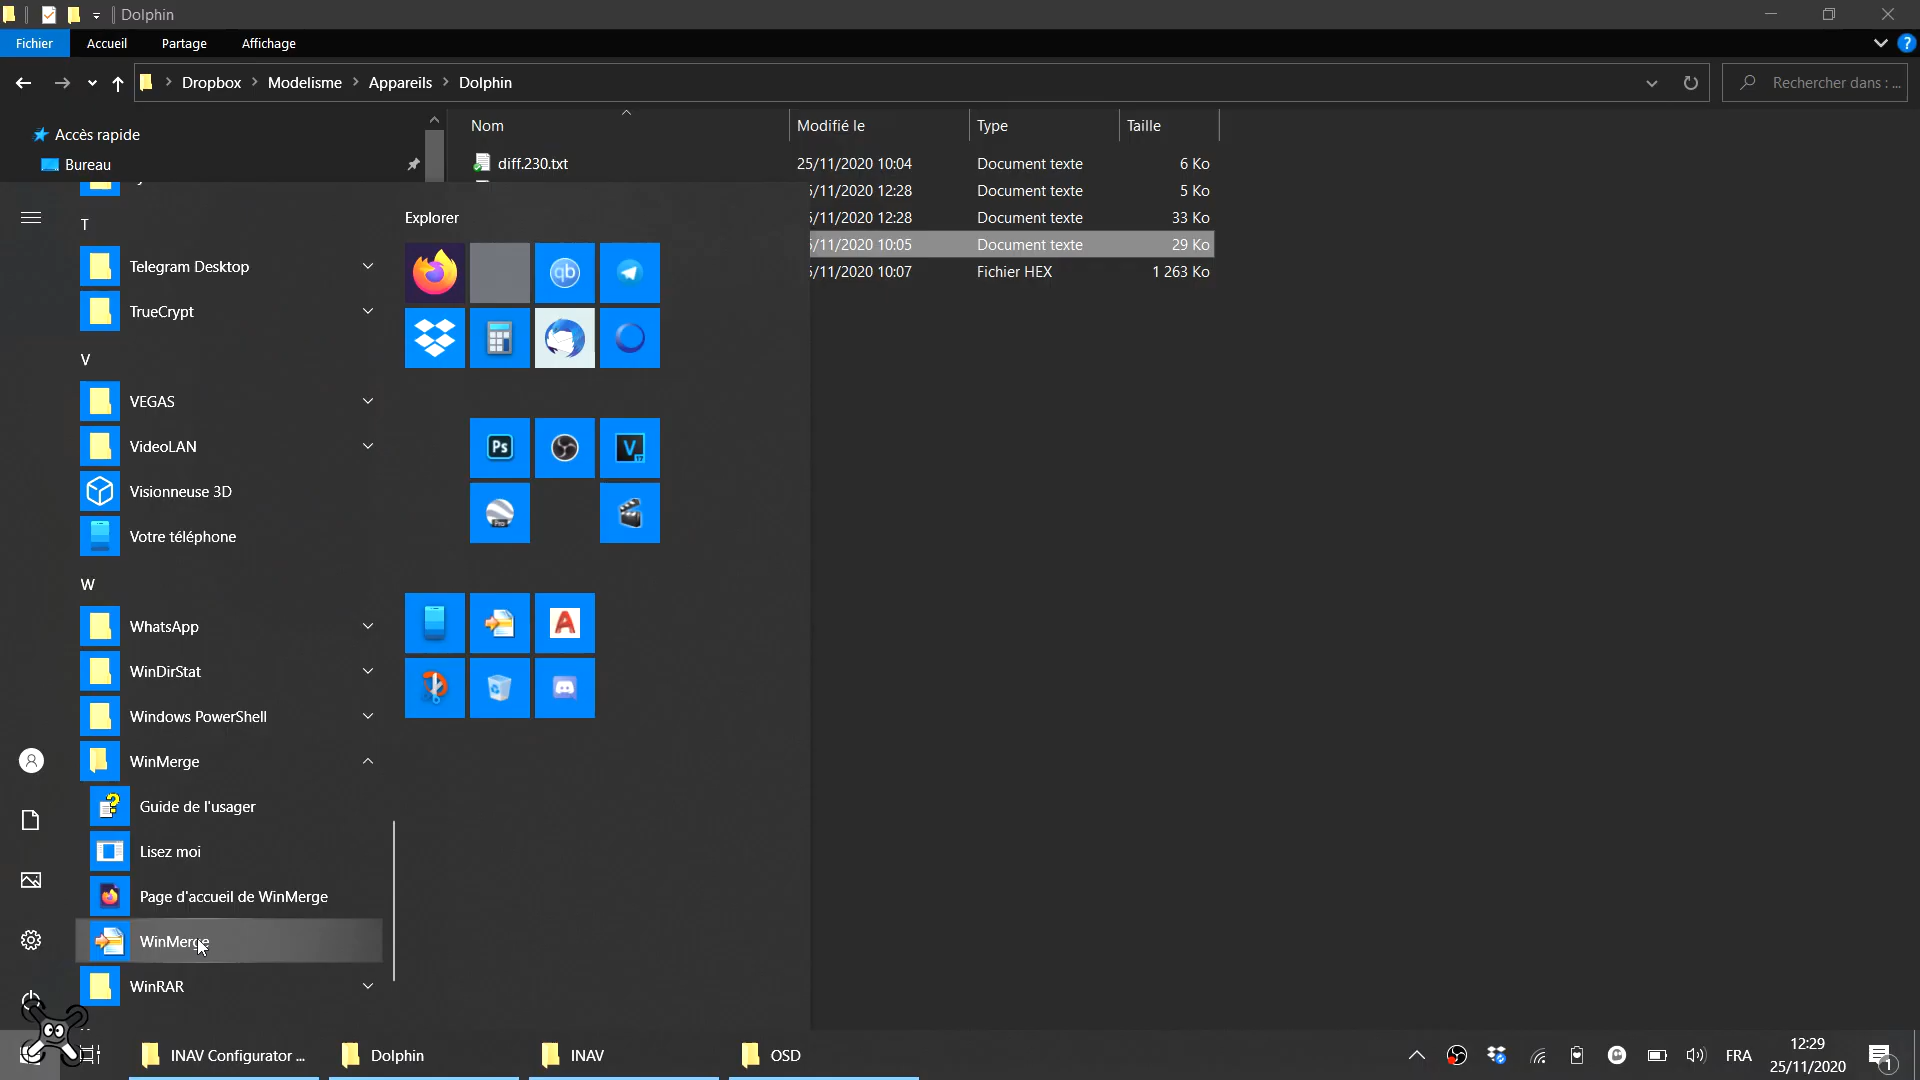 Dolphin
Fichier
Accueil
Partage
Affichage
?
Dropbox
Modelisme
Appareils
Dolphin
Rechercher dans : ...
Accès rapide
Bureau
Nom
Modifié le
Type
Taille
diff.230.txt
25/11/2020 10:04
Document texte
6 Ko
/11/2020 12:28
Document texte
5 Ko
/11/2020 12:28
Document texte
33 Ko
/11/2020 10:05
Document texte
29 Ko
/11/2020 10:07
Fichier HEX
1 263 Ko
T
Telegram Desktop
TrueCrypt
V
VEGAS
VideoLAN
Visionneuse 3D
Votre téléphone
W
WhatsApp
WinDirStat
Windows PowerShell
WinMerge
Guide de l'usager
Lisez moi
Page d'accueil de WinMerge
WinMerge
WinRAR
Explorer
qb
Ps
V
17
Pro
A
INAV Configurator ...
Dolphin
INAV
OSD
FRA
12:29
25/11/2020
1